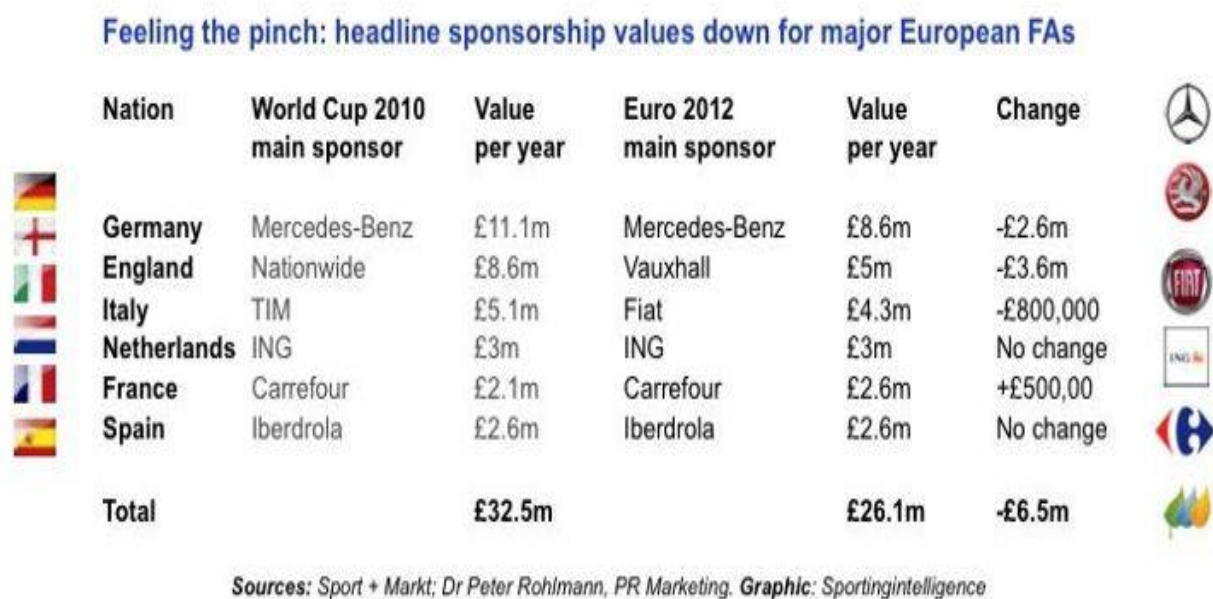 Feeling the pinch: headline sponsorship values down for major European FAs
Nation World Cup 2010 Value Euro 2012 Value Change
main sponsor per year main sponsor per year
Germany Mercedes-Benz £11.1m Mercedes-Benz £8.6m -£2.6m
England Nationwide £8.6m Vauxhall £5m -£3.6m
Italy TIM £5.1m Fiat £4.3m -£800,000
Netherlands ING £3m ING £3m No change
France Carrefour £2.1m Carrefour £2.6m +£500,00
Spain Iberdrola £2.6m Iberdrola £2.6m No change
Total £32.5m £26.1m -£6.5m
FIAT
ING
Sources: Sport + Markt; Dr Peter Rohlmann, PR Marketing. Graphic: Sportingintelligence